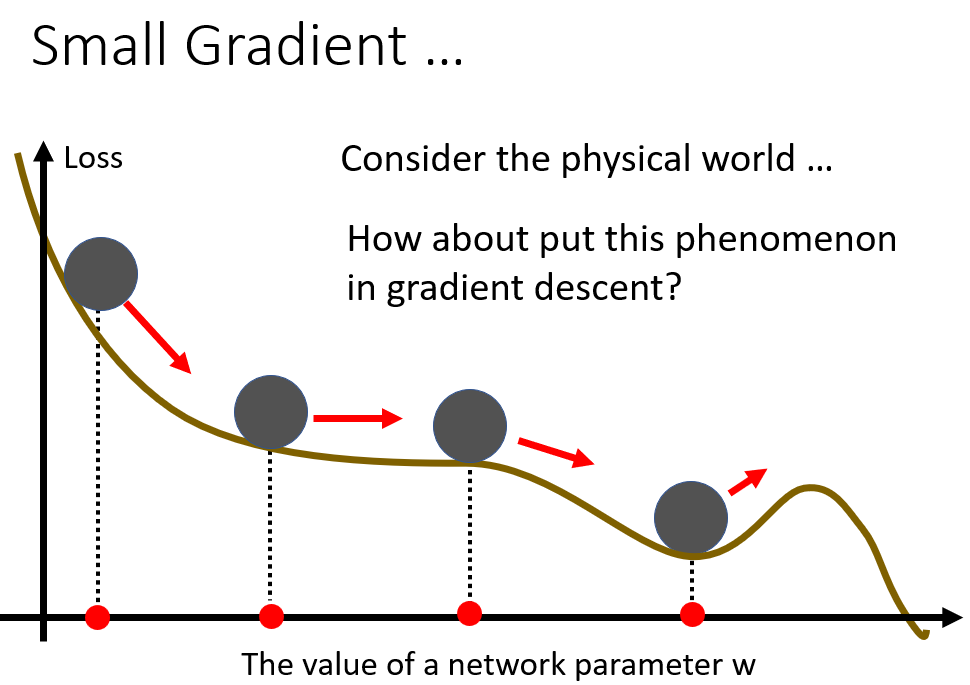 Small Gradient …
Loss
Consider the physical world …
How about put this phenomenon
in gradient descent?
The value of a network parameter w